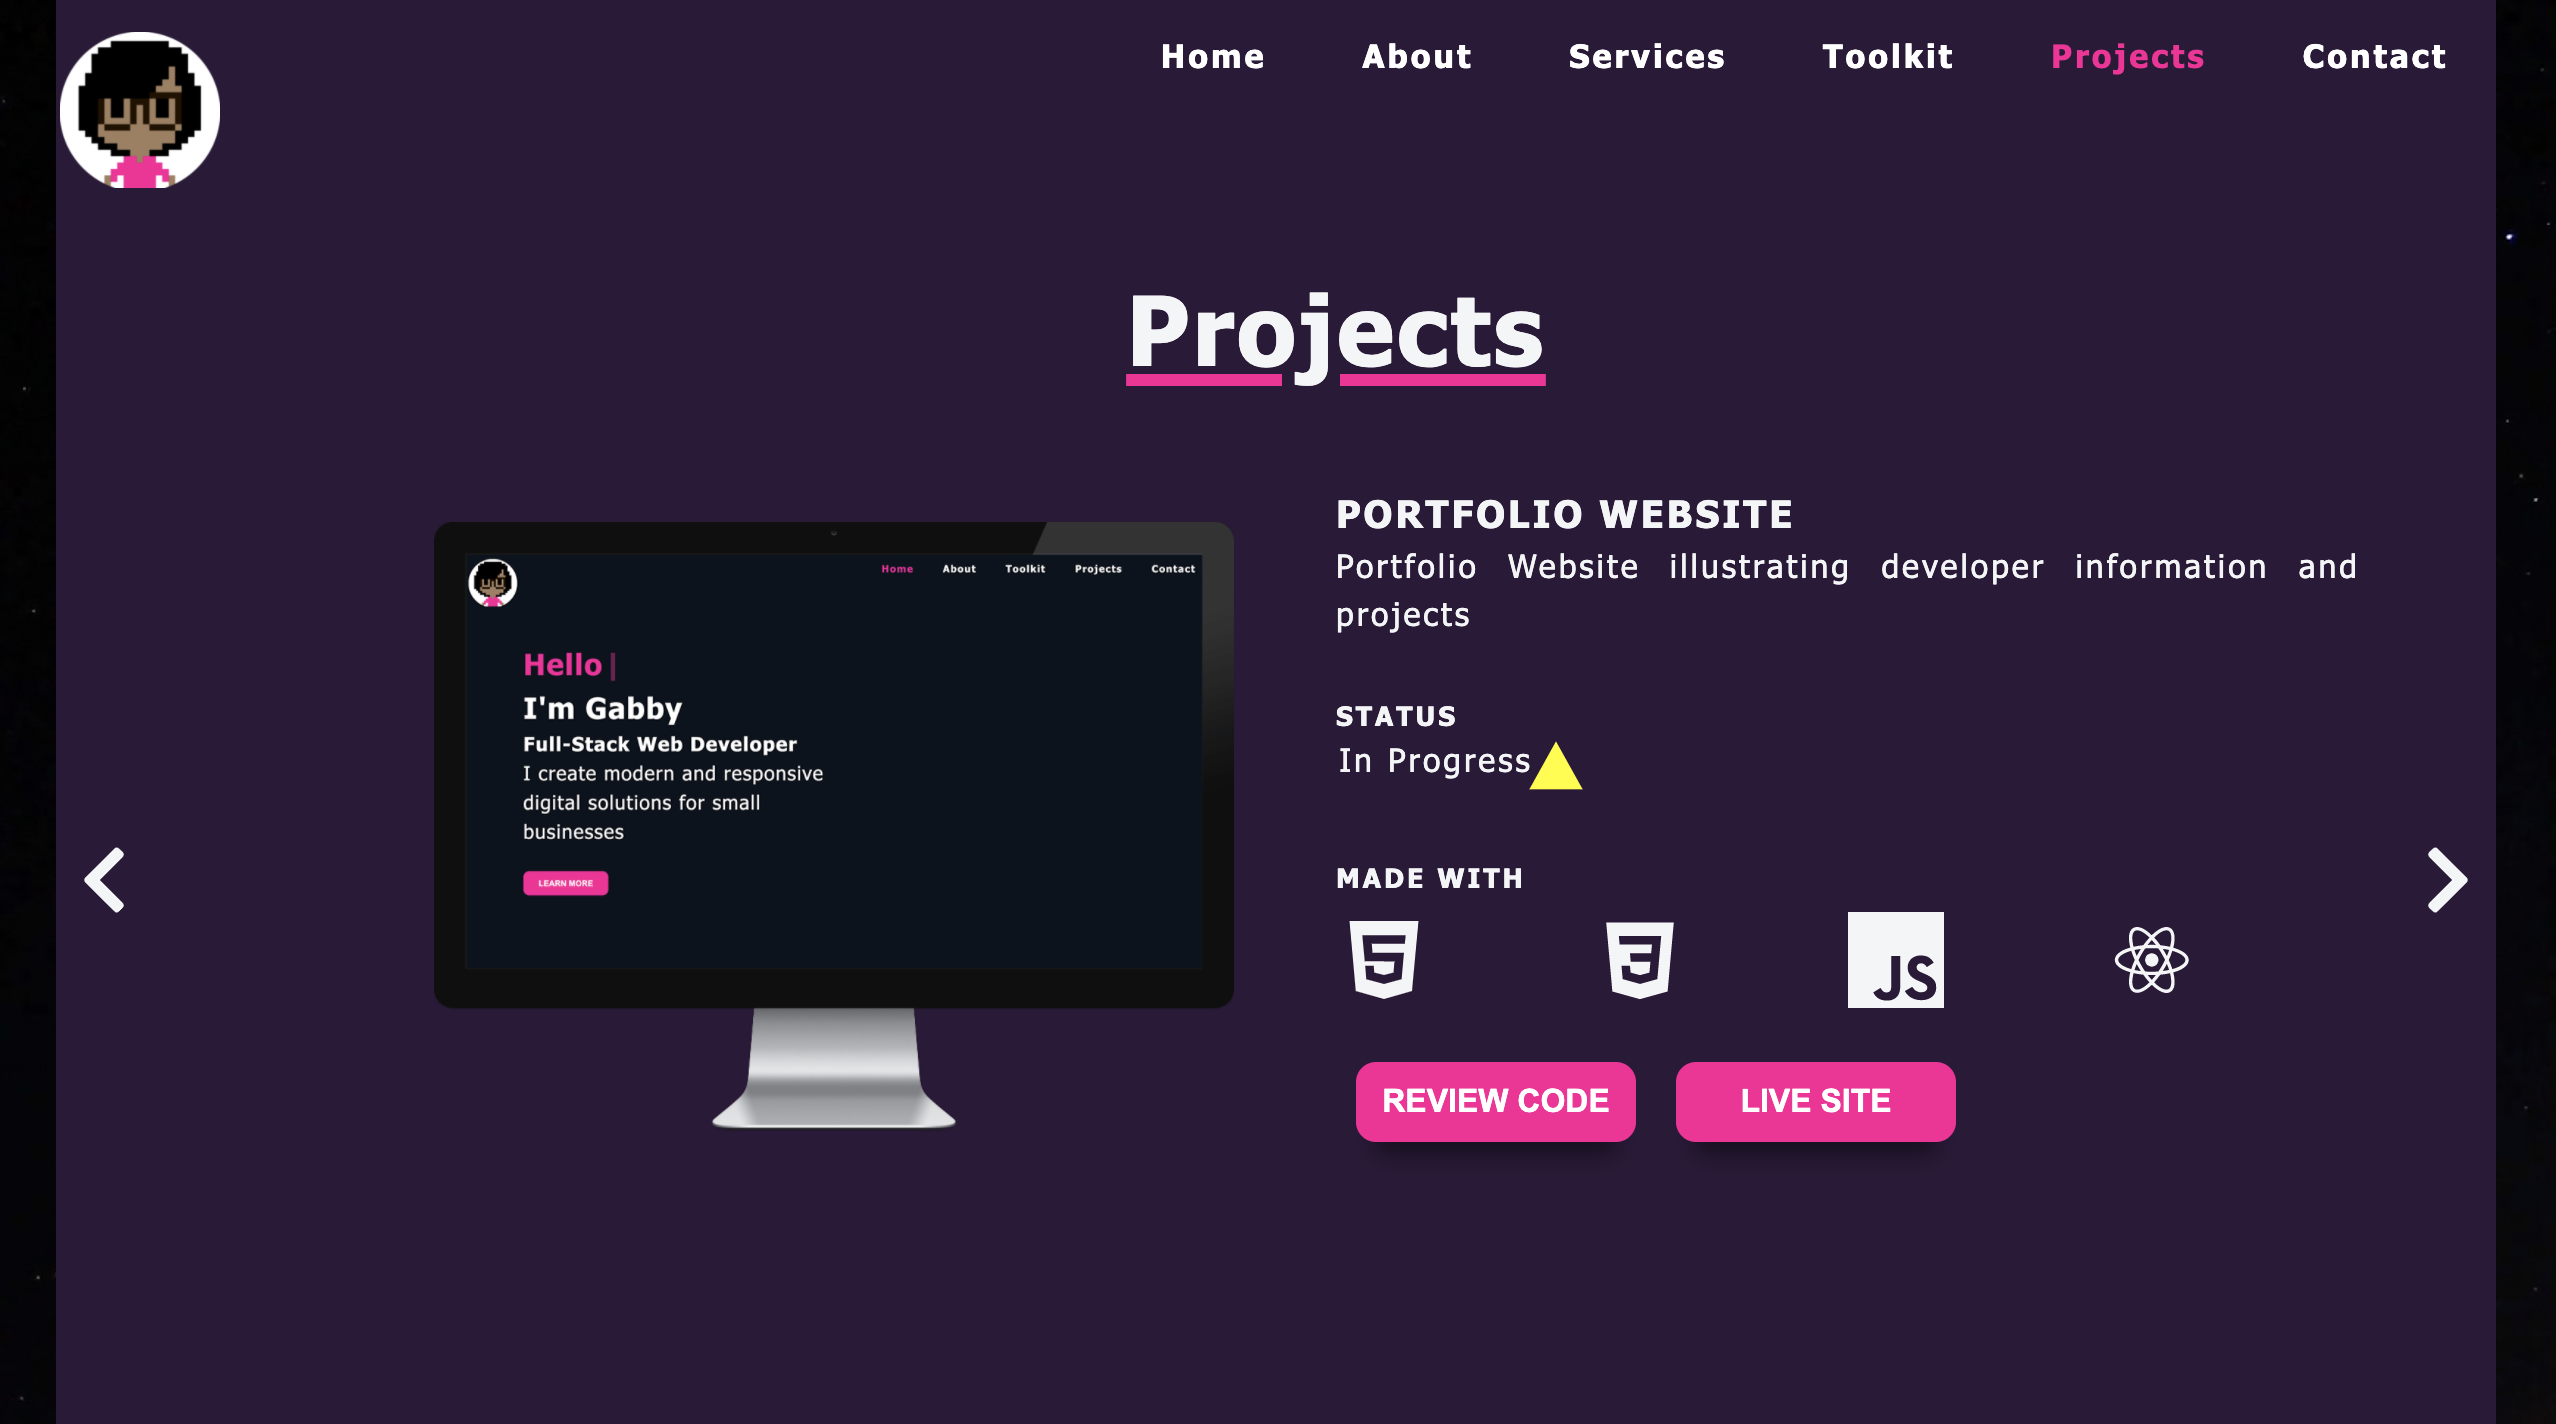 Home About Services Toolkit Projects Contact
Projects
Home About Toolkit Projects Contact
Hello |
I'm Gabby
Full-Stack Web Developer
I create modern and responsive
digital solutions for small
businesses
LEARN MORE
PORTFOLIO WEBSITE
Portfolio Website illustrating developer information and
projects
STATUS
In Progress
MADE WITH
5
3
JS
REVIEW CODE
LIVE SITE